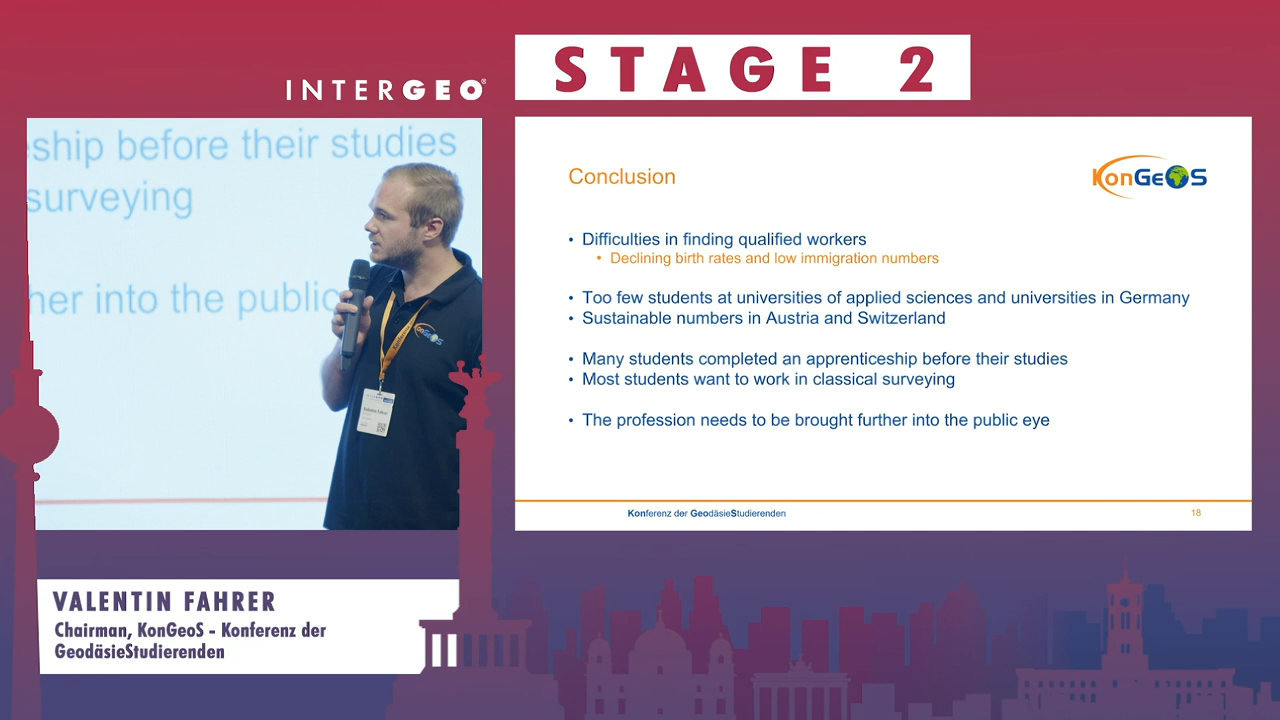 STAGE 2
INTERGEO®
ship before their studies
surveying
her into the public
KonGeoS
Valentin Fahrer
Conclusion
KonGeoS
• Difficulties in finding qualified workers
• Declining birth rates and low immigration numbers
• Too few students at universities of applied sciences and universities in Germany
• Sustainable numbers in Austria and Switzerland
• Many students completed an apprenticeship before their studies
• Most students want to work in classical surveying
• The profession needs to be brought further into the public eye
Konferenz der GeodäsieStudierenden
18
VALENTIN FAHRER
Chairman, KonGeoS - Konferenz der
GeodäsieStudierenden